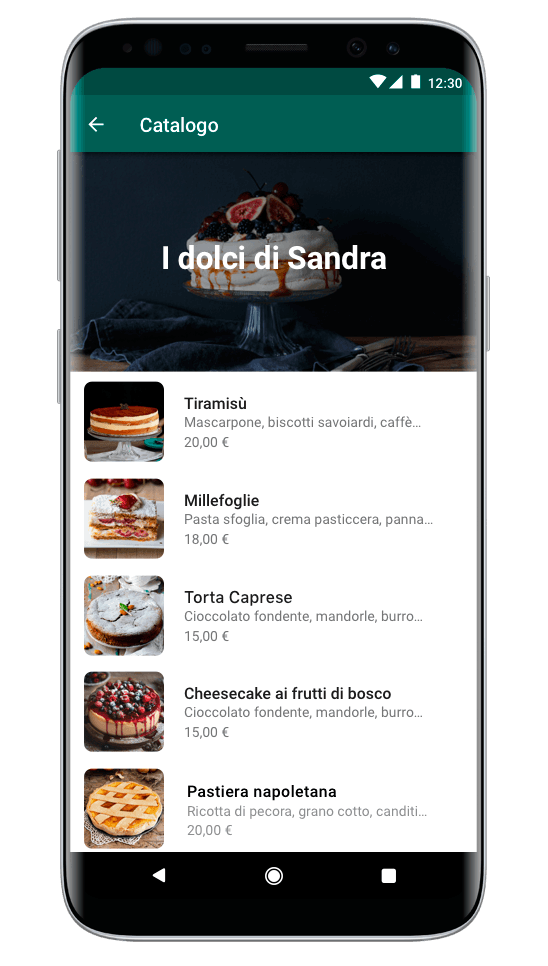 12:30
Catalogo
I dolci di Sandra
Tiramisù
Mascarpone, biscotti savoiardi, caffè…
20,00 €
Millefoglie
Pasta sfoglia, crema pasticcera, panna…
18,00 €
Torta Caprese
Cioccolato fondente, mandorle, burro…
15,00 €
Cheesecake ai frutti di bosco
Cioccolato fondente, mandorle, burro…
15,00 €
Pastiera napoletana
Ricotta di pecora, grano cotto, canditi…
20,00 €